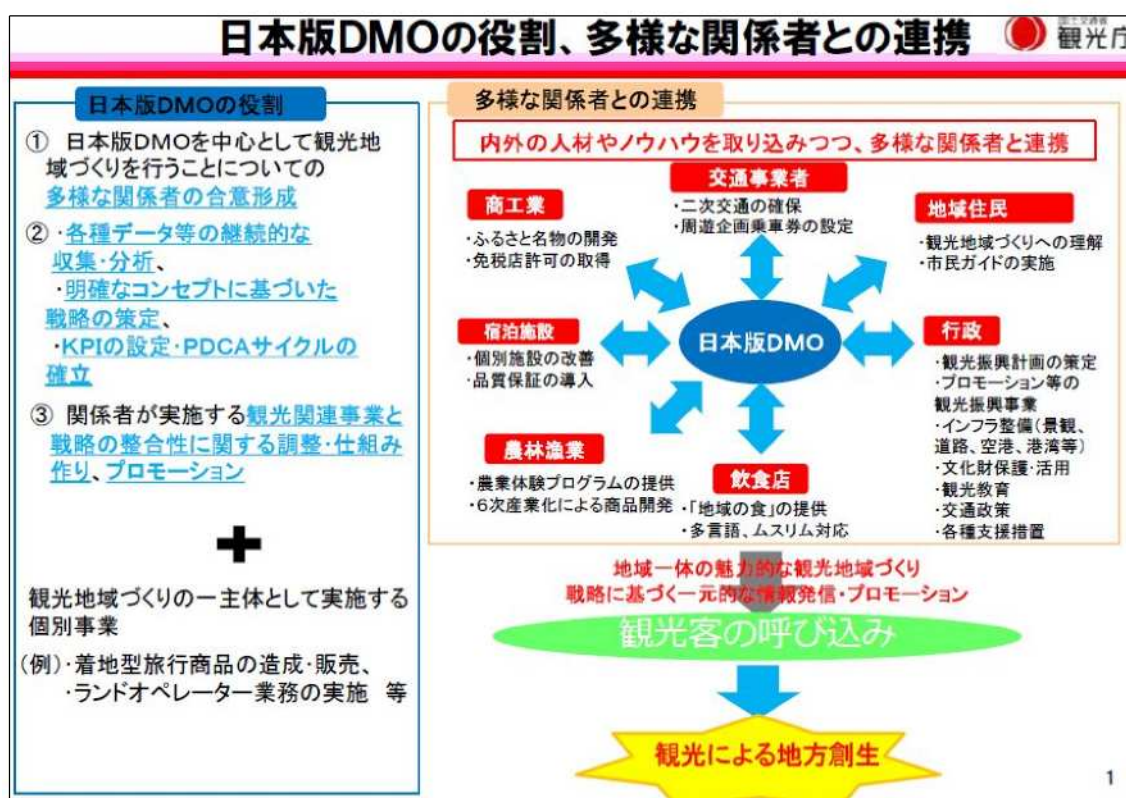 日本版DMOの役割、多様な関係者との連携
国土交通省
観光庁
日本版DMOの役割
① 日本版DMOを中心として観光地
域づくりを行うことについての
多様な関係者の合意形成
② ・各種データ等の継続的な
収集・分析、
・明確なコンセプトに基づいた
戦略の策定、
・KPIの設定・PDCAサイクルの
確立
③ 関係者が実施する観光関連事業と
戦略の整合性に関する調整・仕組み
作り、プロモーション
+
観光地域づくりの一主体として実施する
個別事業
(例)・着地型旅行商品の造成・販売、
・ランドオペレーター業務の実施 等
多様な関係者との連携
内外の人材やノウハウを取り込みつつ、多様な関係者と連携
交通事業者
・二次交通の確保
・周遊企画乗車券の設定
商工業
・ふるさと名物の開発
・免税店許可の取得
地域住民
・観光地域づくりへの理解
・市民ガイドの実施
宿泊施設
・個別施設の改善
・品質保証の導入
日本版DMO
行政
・観光振興計画の策定
・プロモーション等の
観光振興事業
・インフラ整備(景観、
道路、空港、港湾等)
・文化財保護・活用
・観光教育
・交通政策
・各種支援措置
農林漁業
・農業体験プログラムの提供
・6次産業化による商品開発
飲食店
・「地域の食」の提供
・多言語、ムスリム対応
地域一体の魅力的な観光地域づくり
戦略に基づく一元的な情報発信・プロモーション
観光客の呼び込み
観光による地方創生
1